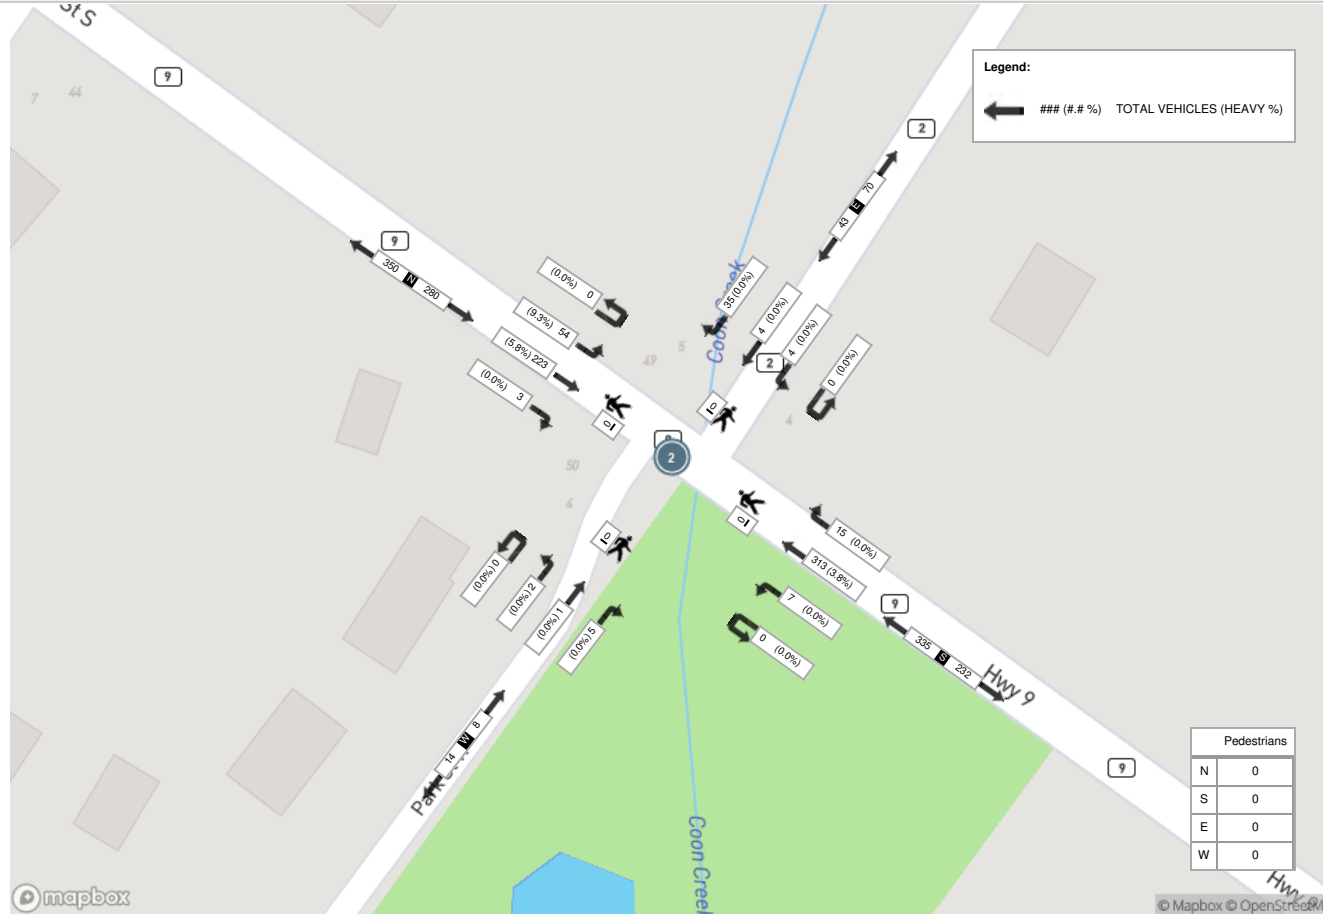 St S
9
Legend:
### (#.# %) TOTAL VEHICLES (HEAVY %)
7
44
2
9
70
E
43
350
N
280
(0.0%) 0
(9.3%) 54
(5.8%) 223
(0.0%) 3
35 (0.0%)
4 (0.0%)
4 (0.0%)
0 (0.0%)
Coon Creek
2
49
5
4
0
0
2
50
4
0
0
(0.0%) 0
(0.0%) 2
(0.0%) 1
(0.0%) 5
15 (0.0%)
313 (3.8%)
7 (0.0%)
0 (0.0%)
9
335
S
232
Hwy 9
8
W
14
9
Pedestrians
N 0
S 0
E 0
W 0
Coon Creek
Hwy 9
mapbox
© Mapbox © OpenStreetM